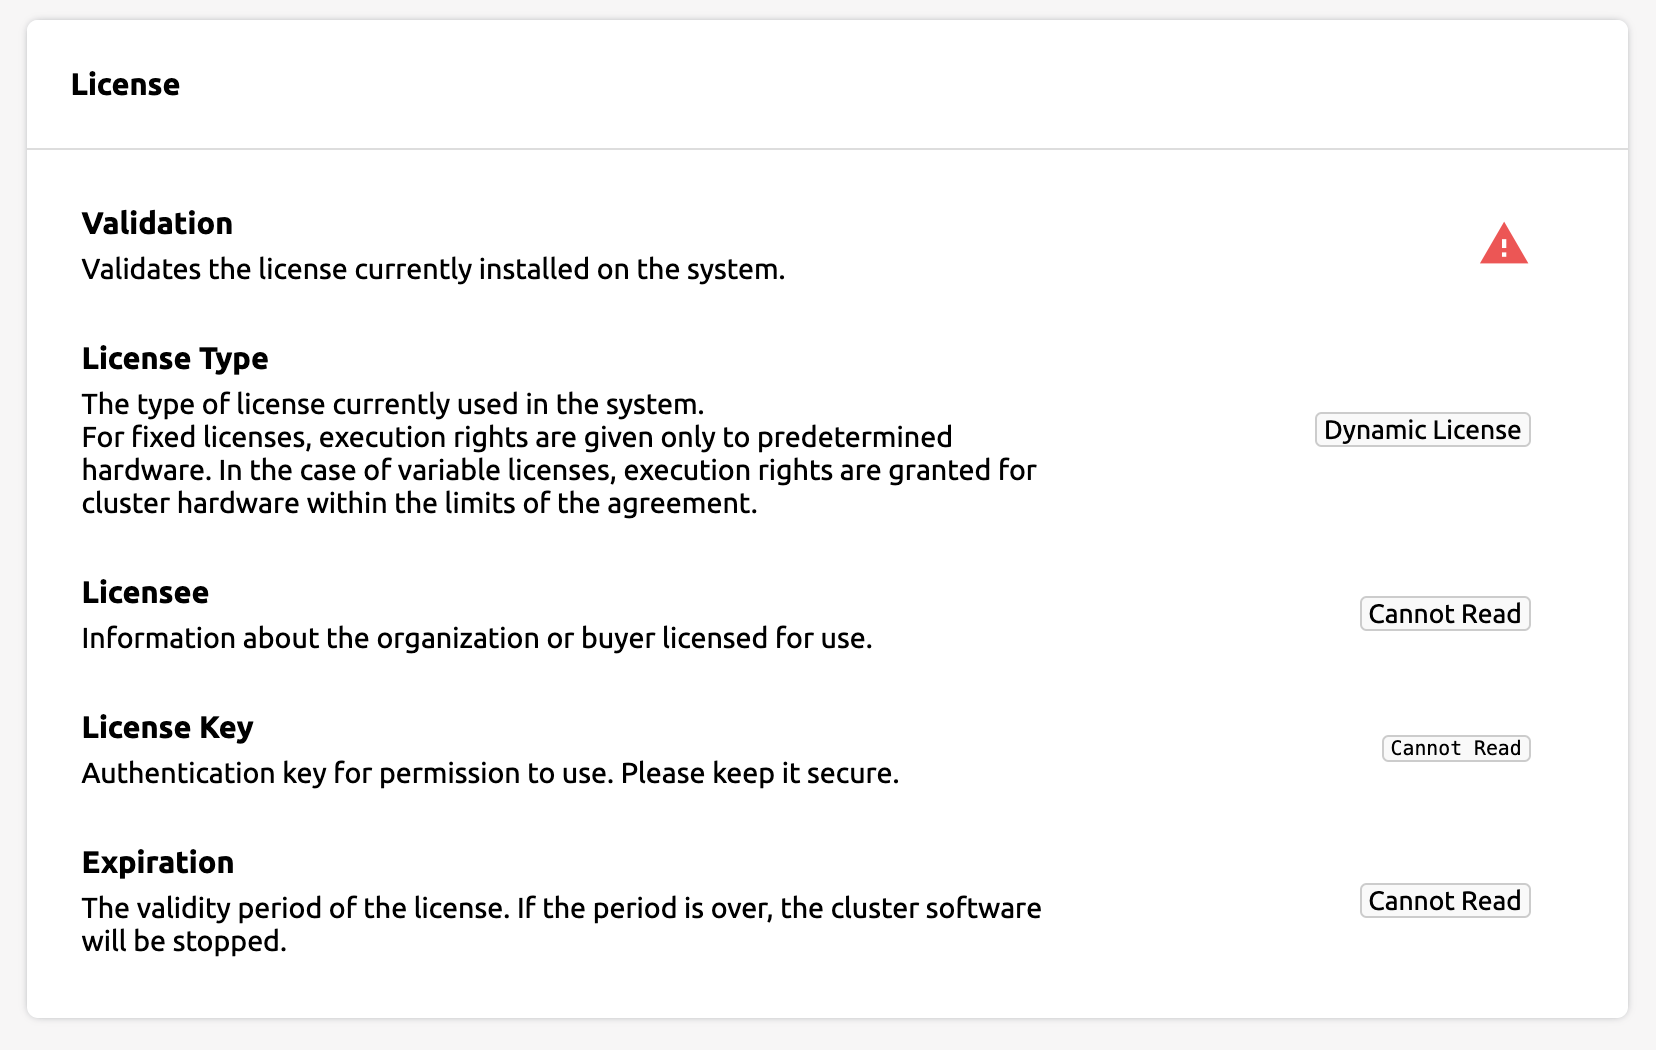 License
Validation
Validates the license currently installed on the system.
License Type
The type of license currently used in the system.
For fixed licenses, execution rights are given only to predetermined
hardware. In the case of variable licenses, execution rights are granted for
cluster hardware within the limits of the agreement.
Dynamic License
Licensee
Information about the organization or buyer licensed for use.
Cannot Read
License Key
Authentication key for permission to use. Please keep it secure.
Cannot Read
Expiration
The validity period of the license. If the period is over, the cluster software
will be stopped.
Cannot Read